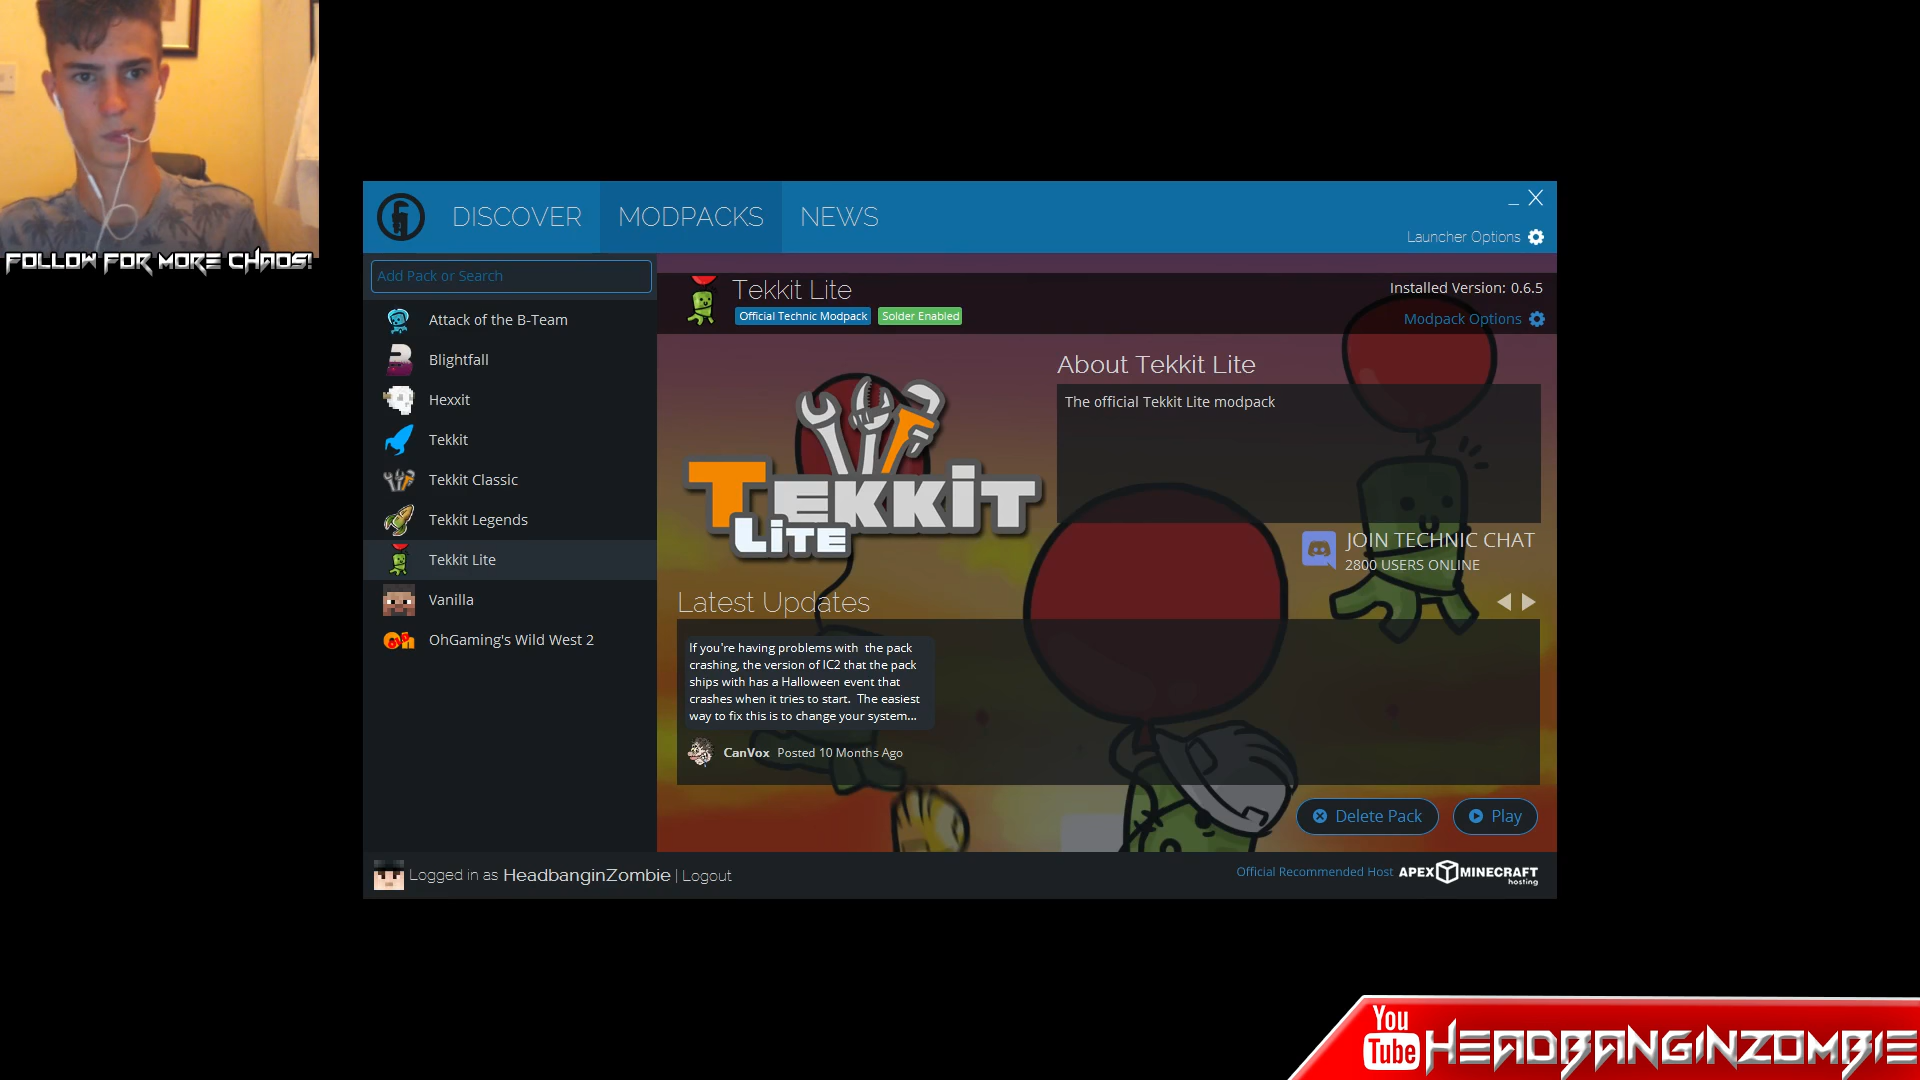 FOLLOW FOR MORE CHAOS!
DISCOVER
MODPACKS
NEWS
Launcher Options
Add Pack or Search
Attack of the B-Team
Blightfall
Hexxit
Tekkit
Tekkit Classic
Tekkit Legends
Tekkit Lite
Vanilla
OhGaming's Wild West 2
Tekkit Lite
Official Technic Modpack
Solder Enabled
Installed Version: 0.6.5
Modpack Options
TEKKIT
LITE
About Tekkit Lite
The official Tekkit Lite modpack
JOIN TECHNIC CHAT
2800 USERS ONLINE
Latest Updates
If you're having problems with the pack
crashing, the version of IC2 that the pack
ships with has a Halloween event that
crashes when it tries to start. The easiest
way to fix this is to change your system...
CanVox Posted 10 Months Ago
Delete Pack
Play
Logged in as HeadbanginZombie | Logout
Official Recommended Host APEX MINECRAFT
hosting
You
Tube
HEADBANGINZOMBIE